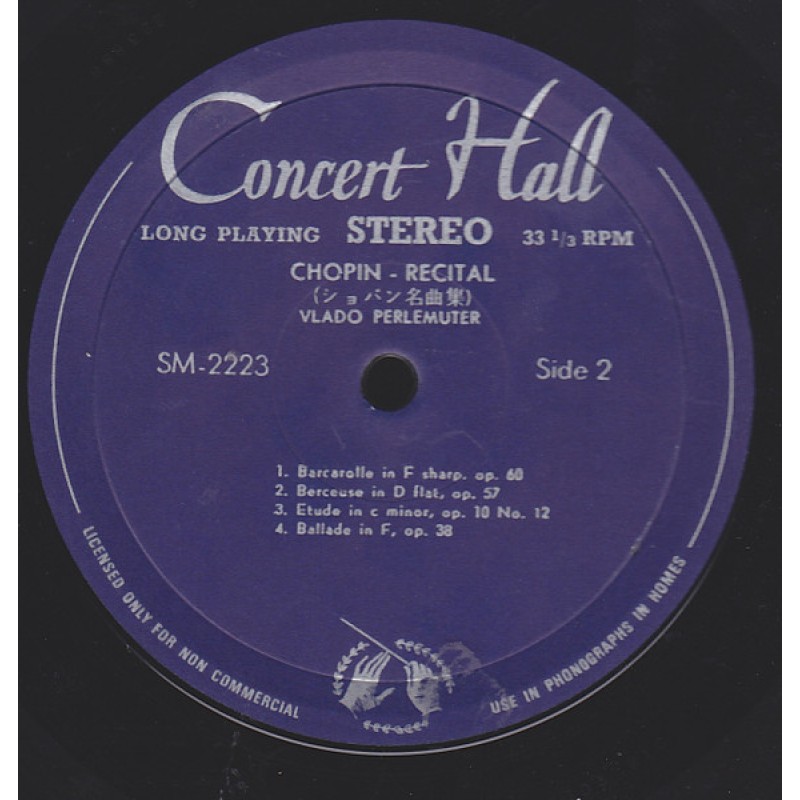 Concert Hall
LONG PLAYING STEREO 33 1/3 RPM
CHOPIN - RECITAL
(ショパン名曲集)
VLADO PERLEMUTER
SM-2223 Side 2
1. Barcarolle in F sharp. op. 60
2. Berceuse in D flat, op. 57
3. Etude in c minor, op. 10 No. 12
4. Ballade in F, op. 38
LICENSED ONLY FOR NON COMMERCIAL USE IN PHONOGRAPHS IN HOMES